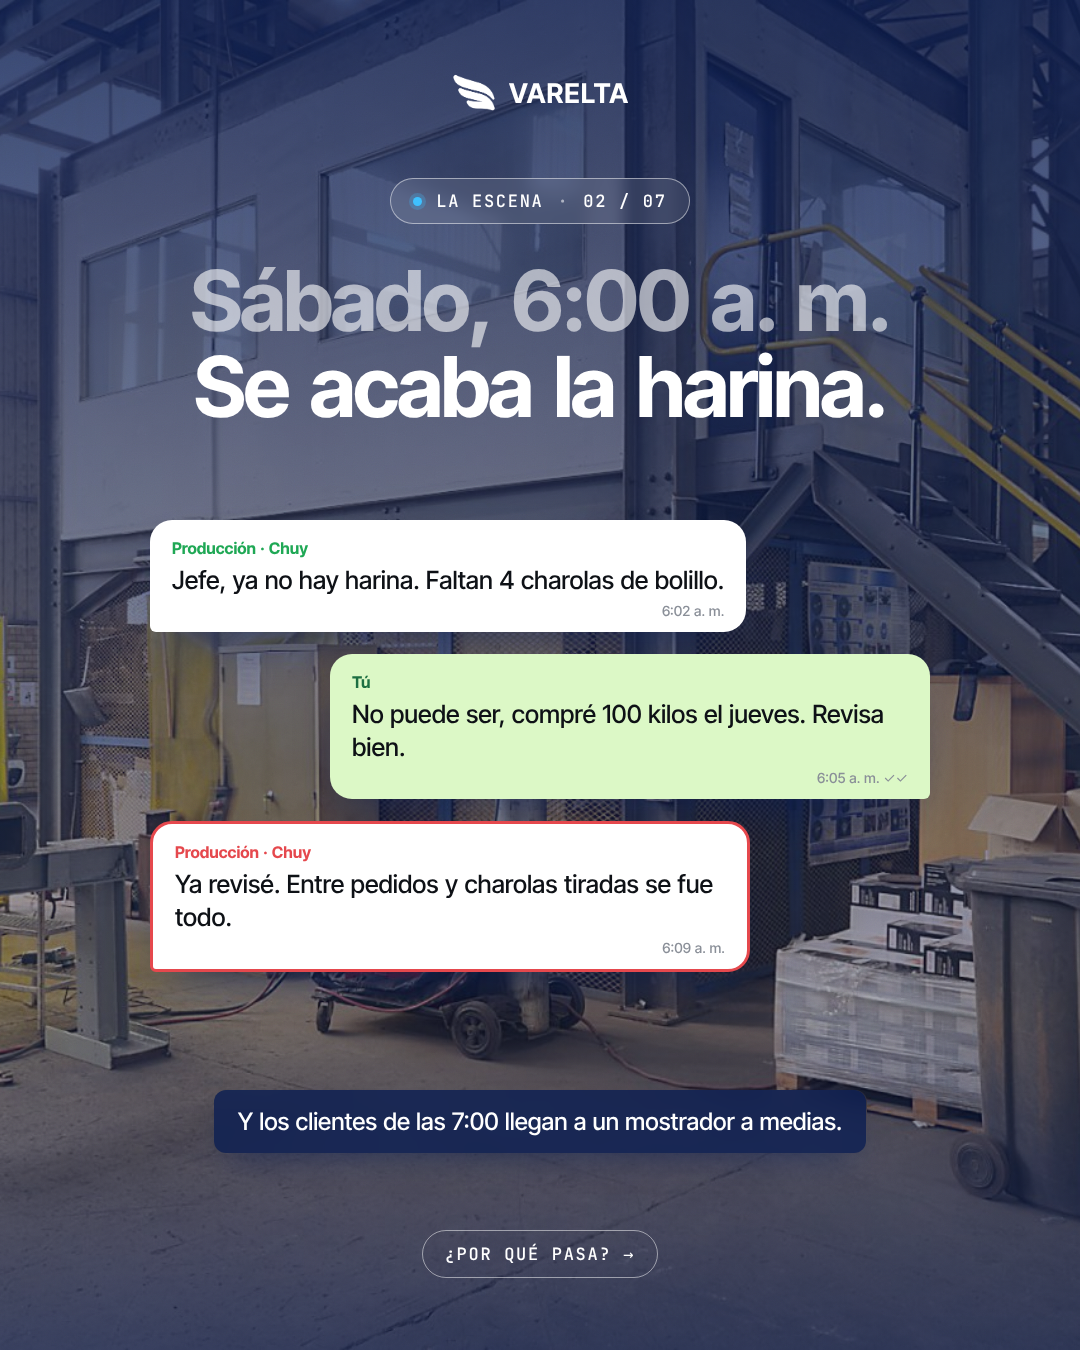 VARELTA
LA ESCENA · 02 / 07
Sábado, 6:00 a. m.
Se acaba la harina.
Producción · Chuy
Jefe, ya no hay harina. Faltan 4 charolas de bolillo.
6:02 a. m.
Tú
No puede ser, compré 100 kilos el jueves. Revisa
bien.
6:05 a. m. ✓✓
Producción · Chuy
Ya revisé. Entre pedidos y charolas tiradas se fue
todo.
6:09 a. m.
Y los clientes de las 7:00 llegan a un mostrador a medias.
¿POR QUÉ PASA? →